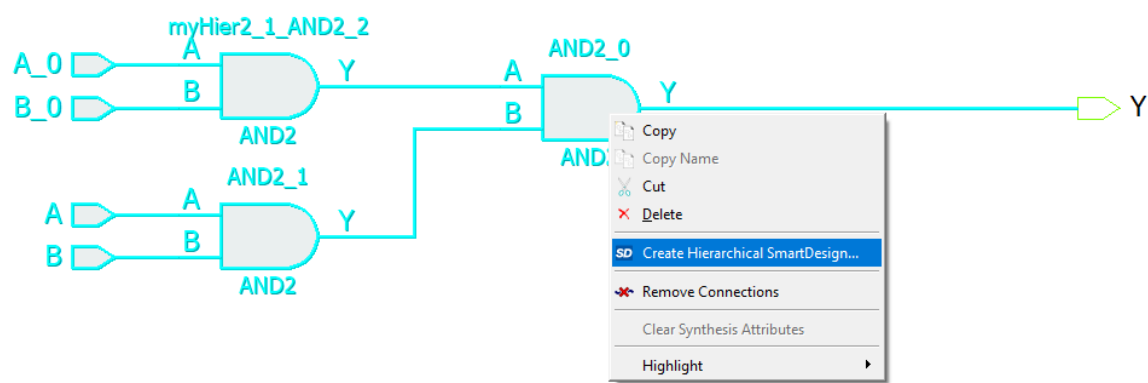 myHier2_1_AND2_2
A_0
A
Y
B_0
B
AND2
AND2_0
A
Y
B
Y
AND2_1
A
A
Y
B
B
AND2
Copy
Copy Name
Cut
Delete
SD Create Hierarchical SmartDesign...
Remove Connections
Clear Synthesis Attributes
Highlight